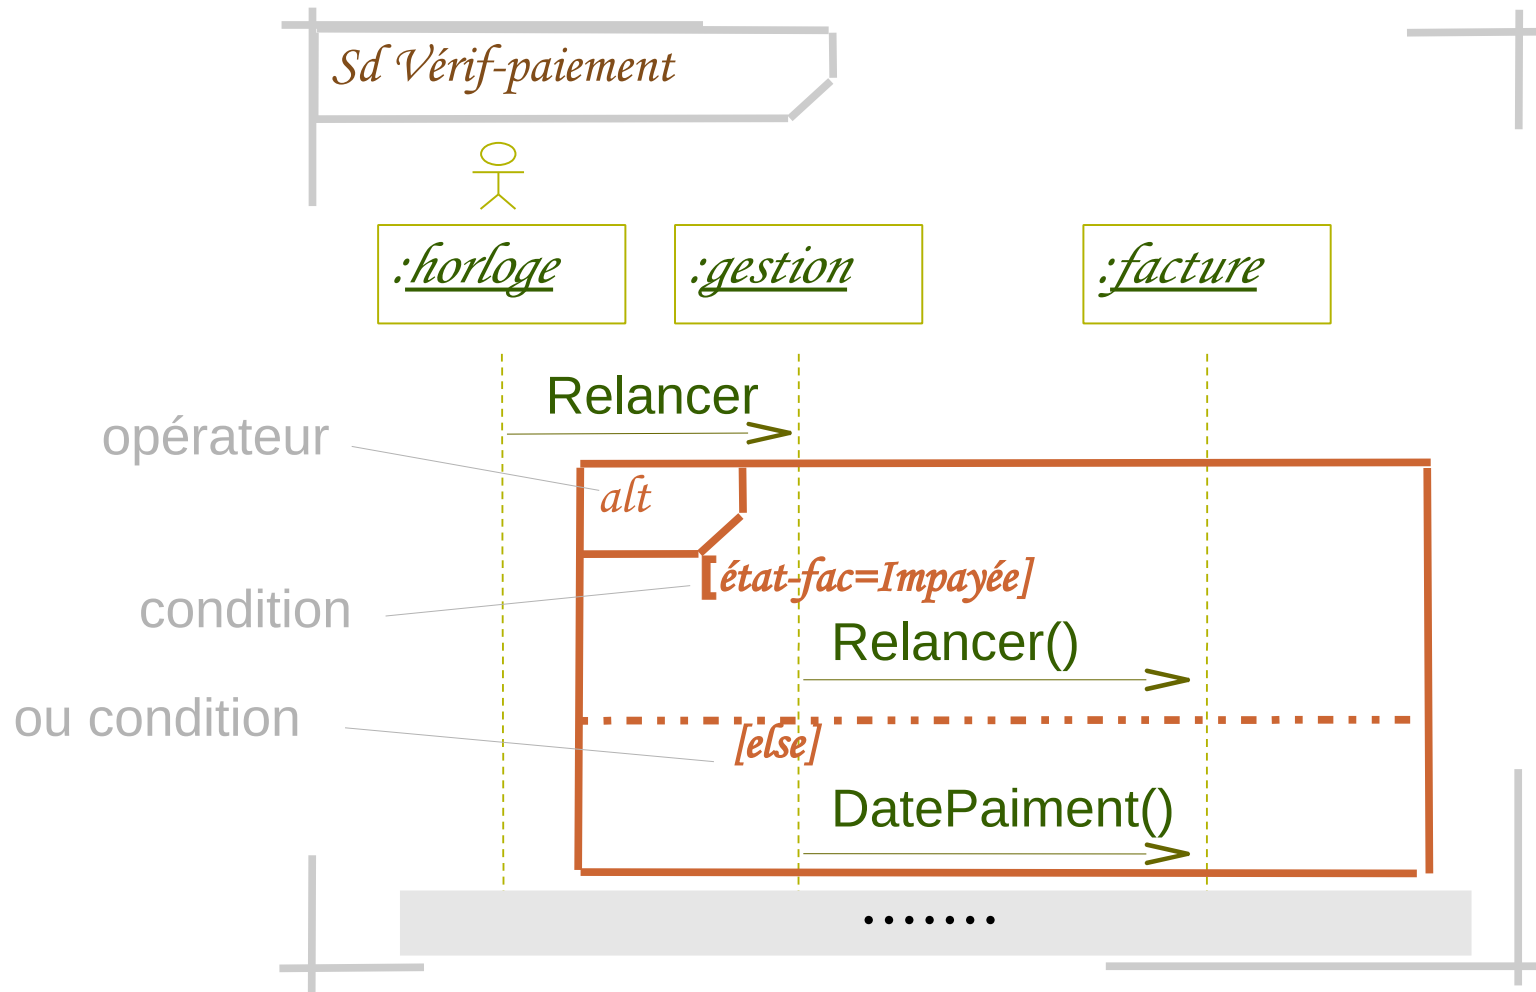 Sd Vérif-paiement
:horloge
:gestion
:facture
Relancer
opérateur
alt
[état-fac=Impayée]
condition
Relancer()
ou condition
[else]
DatePaiment()
.......